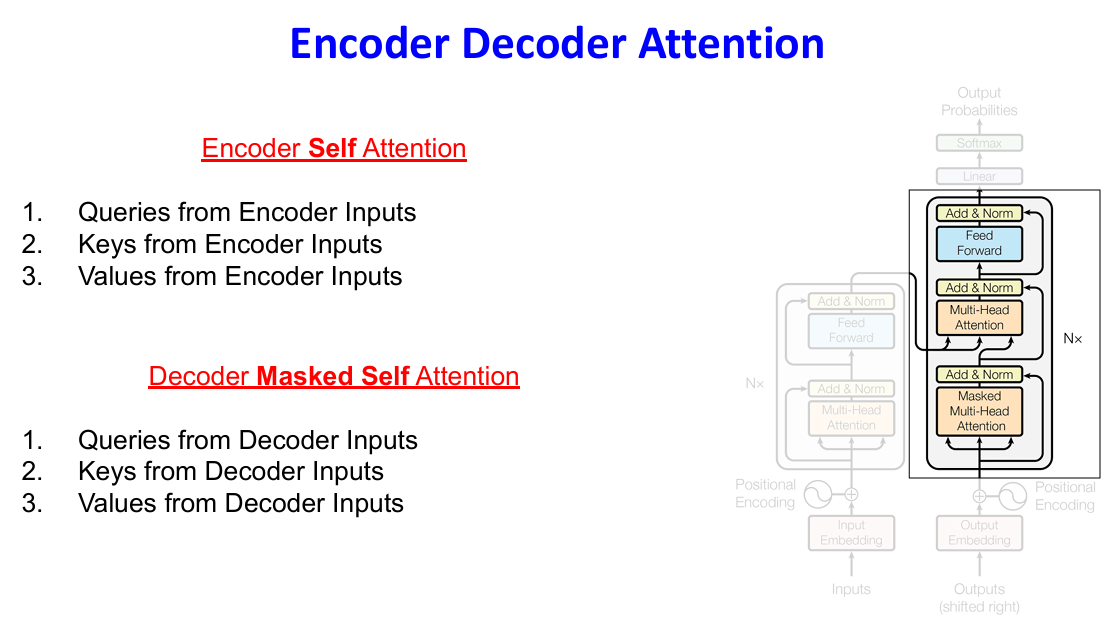 Encoder Decoder Attention
Encoder Self Attention
1. Queries from Encoder Inputs
2. Keys from Encoder Inputs
3. Values from Encoder Inputs
Decoder Masked Self Attention
1. Queries from Decoder Inputs
2. Keys from Decoder Inputs
3. Values from Decoder Inputs
Output
Probabilities
Softmax
Linear
Add & Norm
Feed
Forward
Add & Norm
Multi-Head
Attention
Add & Norm
Masked
Multi-Head
Attention
N×
Add & Norm
Feed
Forward
Add & Norm
Multi-Head
Attention
N×
Positional
Encoding
Positional
Encoding
Input
Embedding
Output
Embedding
Inputs
Outputs
(shifted right)